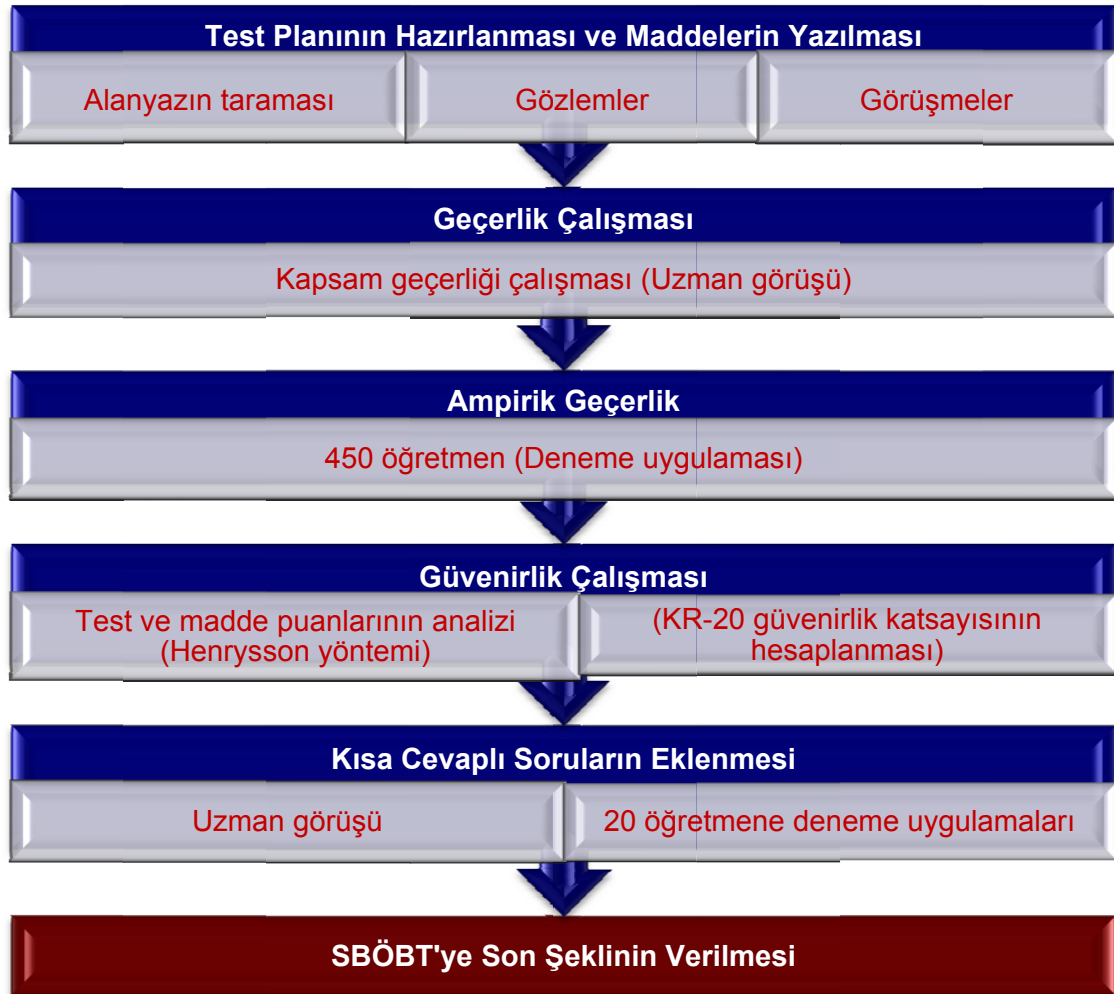 Test Planının Hazırlanması ve Maddelerin Yazılması
Alanyazın taraması
Gözlemler
Görüşmeler
Geçerlik Çalışması
Kapsam geçerliği çalışması (Uzman görüşü)
Ampirik Geçerlik
450 öğretmen (Deneme uygulaması)
Güvenirlik Çalışması
Test ve madde puanlarının analizi
(Henrysson yöntemi)
(KR-20 güvenirlik katsayısının
hesaplanması)
Kısa Cevaplı Soruların Eklenmesi
Uzman görüşü
20 öğretmene deneme uygulamaları
SBÖBT'ye Son Şeklinin Verilmesi